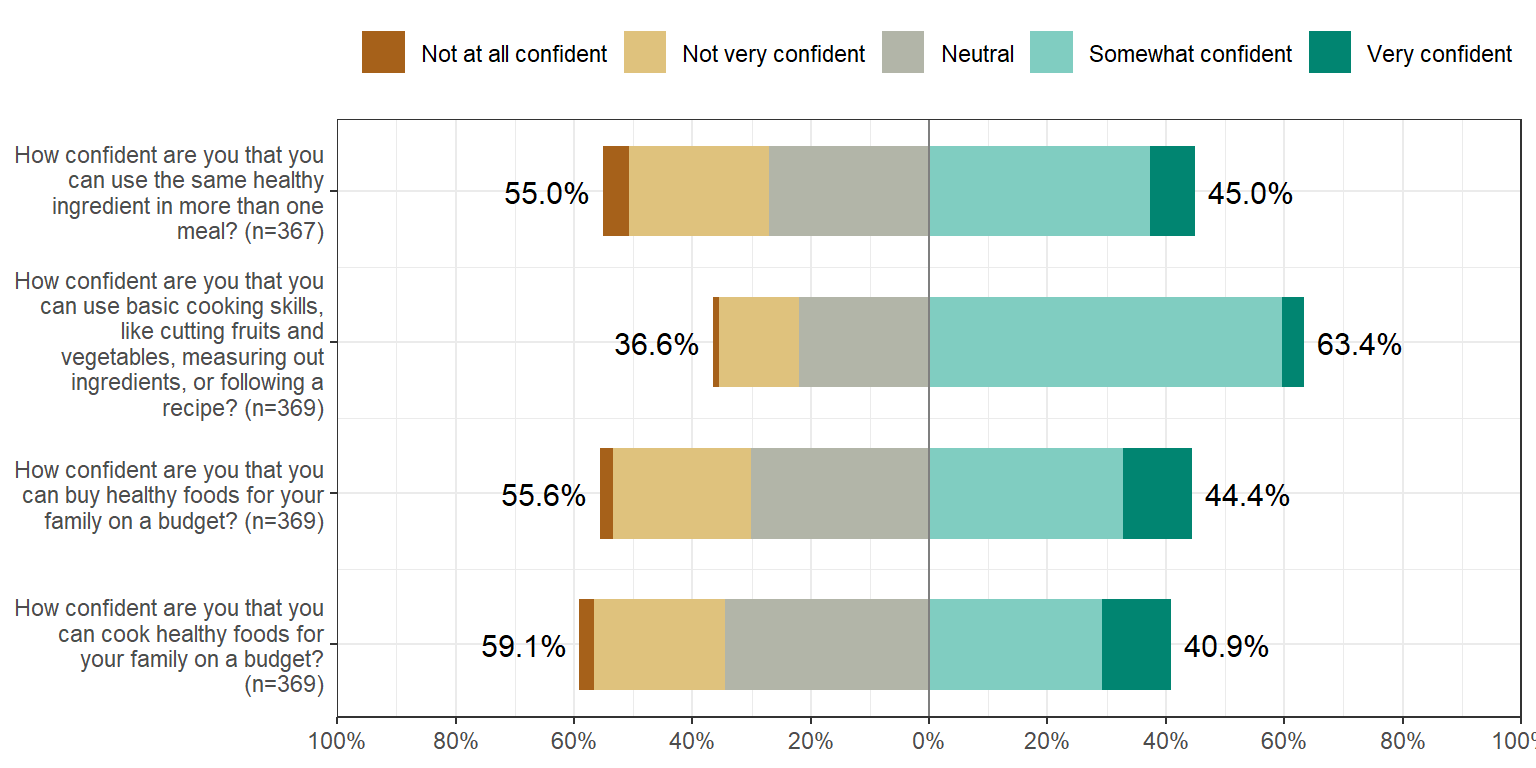 Not at all confident
Not very confident
Neutral
Somewhat confident
Very confident
How confident are you that you
can use the same healthy
ingredient in more than one
meal? (n=367)
55.0%
45.0%
How confident are you that you
can use basic cooking skills,
like cutting fruits and
vegetables, measuring out
ingredients, or following a
recipe? (n=369)
36.6%
63.4%
How confident are you that you
can buy healthy foods for your
family on a budget? (n=369)
55.6%
44.4%
How confident are you that you
can cook healthy foods for
your family on a budget?
(n=369)
59.1%
40.9%
100% 80% 60% 40% 20% 0% 20% 40% 60% 80% 100%